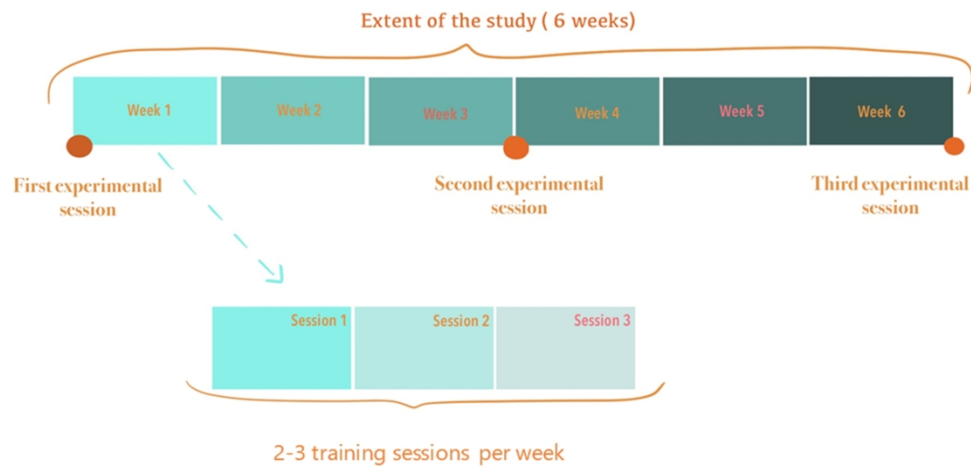 Extent of the study ( 6 weeks)
Week 1
Week 2
Week 3
Week 4
Week 5
Week 6
First experimental
session
Second experimental
session
Third experimental
session
Session 1
Session 2
Session 3
2-3 training sessions per week